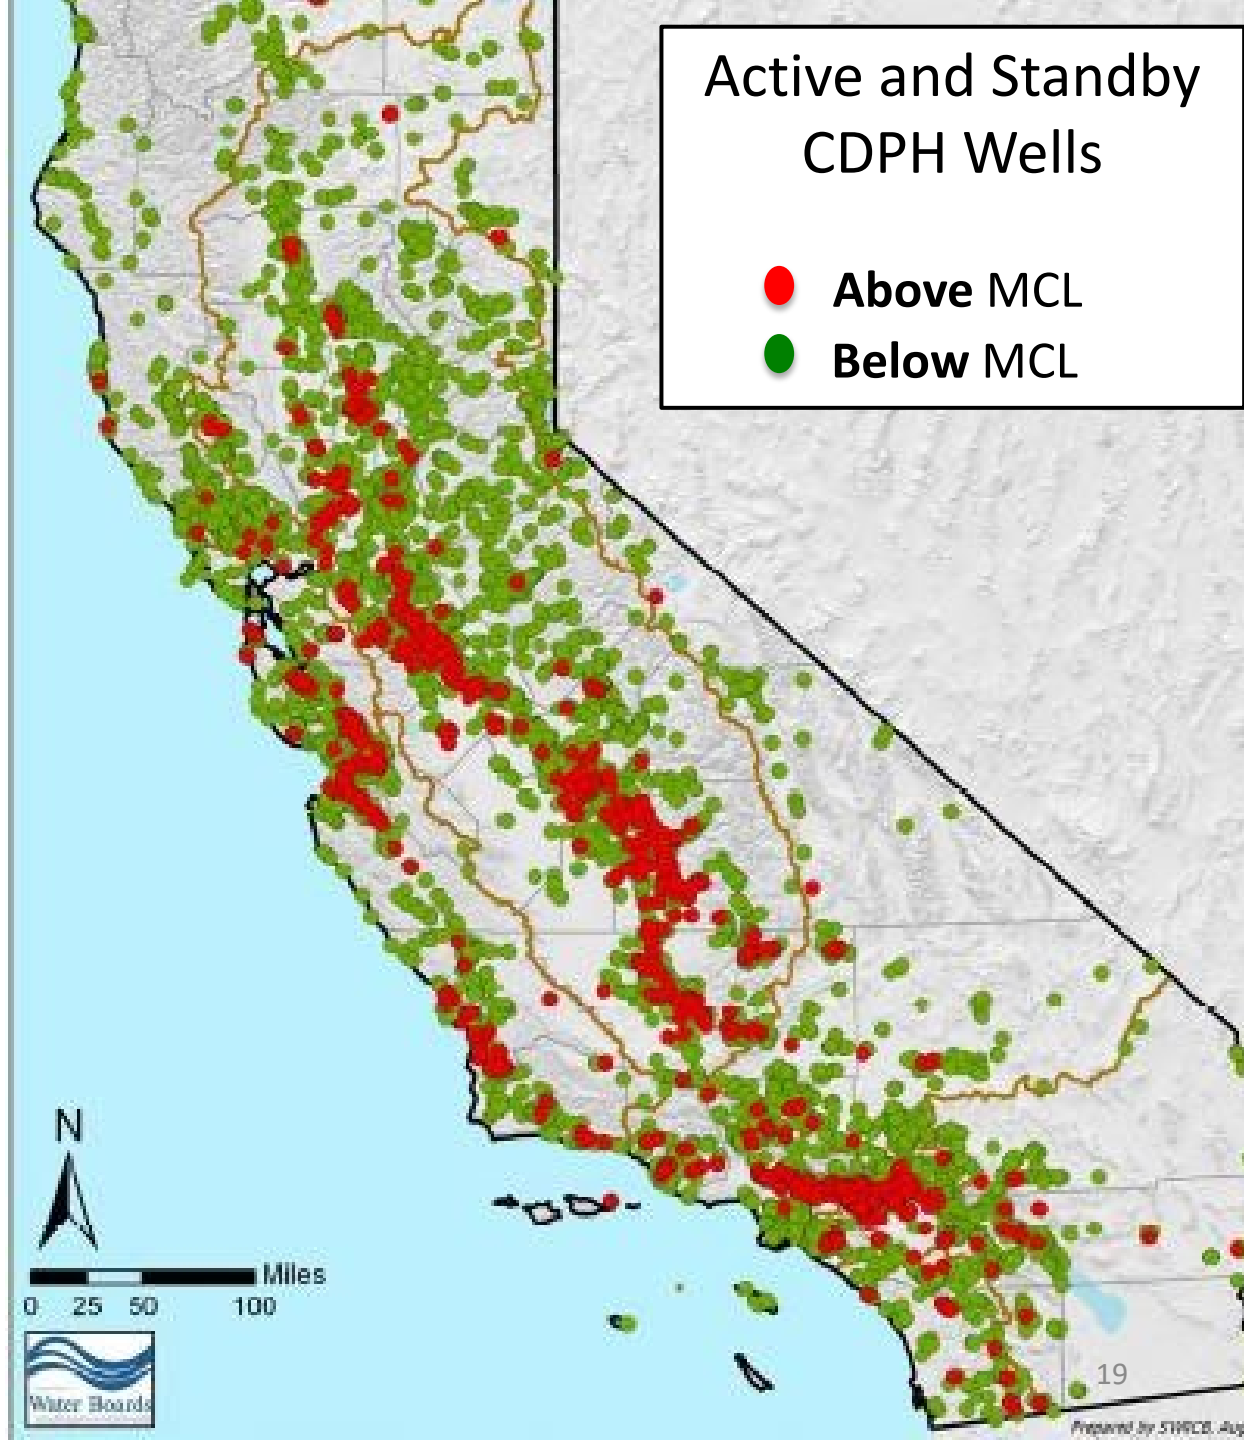 Active and Standby
CDPH Wells
Above MCL
Below MCL
N
Miles
0 25 50 100
Water Boards
19
Prepared by SWRCB, Aug